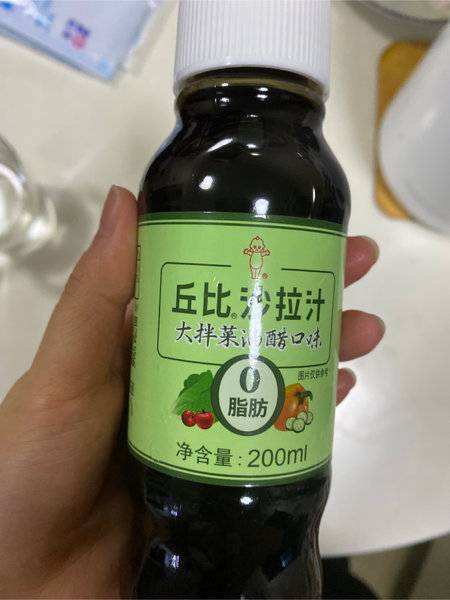 丘比®沙拉汁
大拌菜油醋口味
图片仅供参考
0
脂肪
净含量:200ml